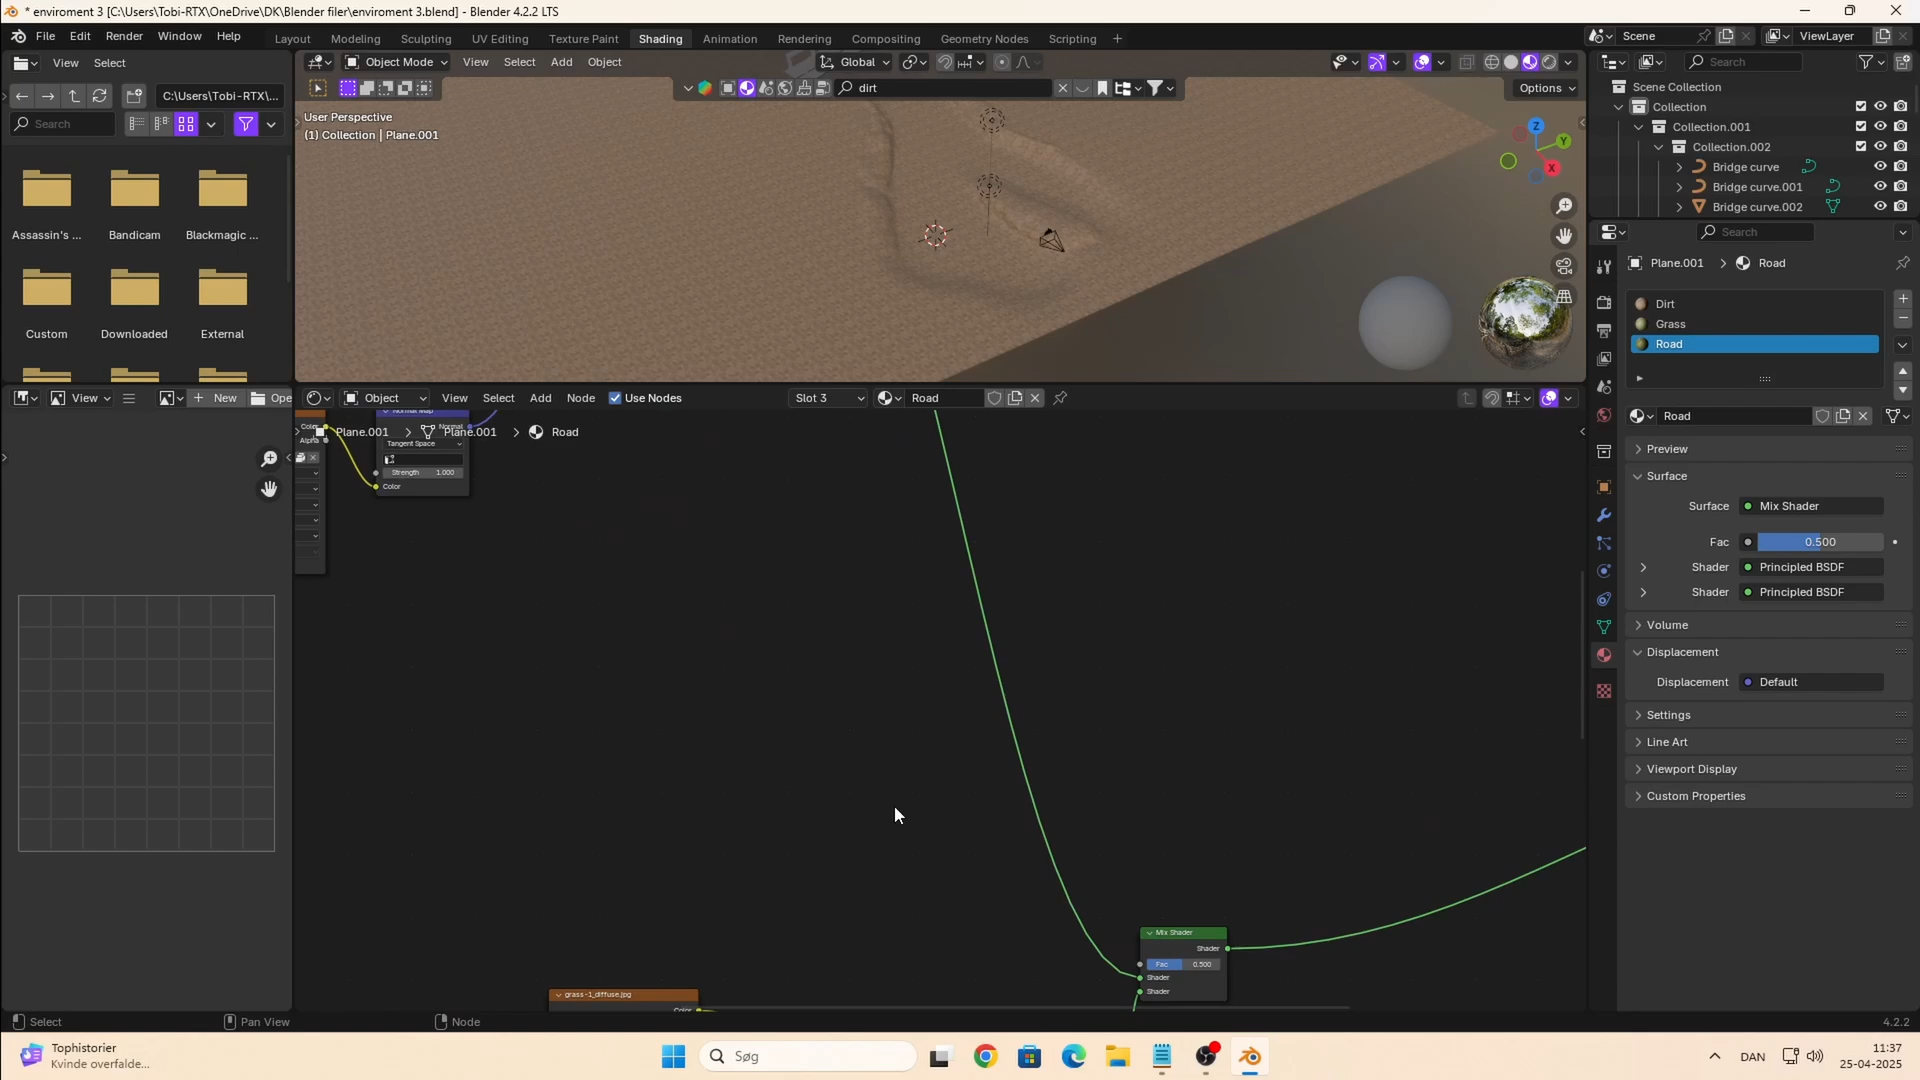 * enviroment 3 [C:\Users\Tobi-RTX\OneDrive\DK\Blender filer\enviroment 3.blend] - Blender 4.2.2 LTS
File Edit Render Window Help
Layout Modeling Sculpting UV Editing Texture Paint Shading Animation Rendering Compositing Geometry Nodes Scripting +
Scene
ViewLayer
View Select
C:\Users\Tobi-RTX\...
Search
Assassin's ... Bandicam Blackmagic ...
Custom Downloaded External
Object Mode View Select Add Object
Global
dirt
Options
User Perspective
(1) Collection | Plane.001
Z
Y
X
Search
Scene Collection
Collection
Collection.001
Collection.002
Bridge curve
Bridge curve.001
Bridge curve.002
Search
Plane.001 > Road
Dirt
Grass
Road
Road
Preview
Surface
Surface Mix Shader
Fac 0.500
Shader Principled BSDF
Shader Principled BSDF
Volume
Displacement
Displacement Default
Settings
Line Art
Viewport Display
Custom Properties
View
+ New
Ope
Object View Select Add Node Use Nodes
Slot 3
Road
Plane.001 > Plane.001 > Road
Color
Alpha
Normal Map
Normal
Tangent Space
Strength 1.000
Color
Mix Shader
Shader
Fac 0.500
Shader
Shader
grass-1_diffuse.jpg
Color
Select Pan View Node
4.2.2
Tophistorier
Kvinde overfalde...
Søg
DAN
11:37
25-04-2025